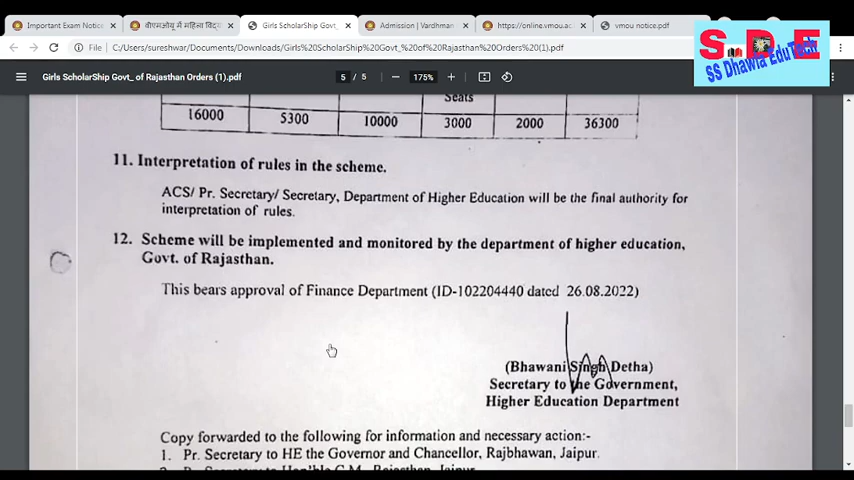 Important Exam Notice
वीएमओयू में महिला विद्य
Girls ScholarShip Govt_
Admission | Vardhman
https://online.vmou.ac
vmou notice.pdf
File | C:/Users/sureshwar/Documents/Downloads/Girls%20ScholarShip%20Govt_%20of%20Rajasthan%20Orders%20(1).pdf
Girls ScholarShip Govt_ of Rajasthan Orders (1).pdf
5 / 5
175%
S D E
SS Dhawla EduTech
Seats
16000 5300 10000 3000 2000 36300
11. Interpretation of rules in the scheme.
ACS/ Pr. Secretary/ Secretary, Department of Higher Education will be the final authority for
interpretation of rules.
12. Scheme will be implemented and monitored by the department of higher education,
Govt. of Rajasthan.
This bears approval of Finance Department (ID-102204440 dated 26.08.2022)
(Bhawani Singh Detha)
Secretary to the Government,
Higher Education Department
Copy forwarded to the following for information and necessary action:-
1. Pr. Secretary to HE the Governor and Chancellor, Rajbhawan, Jaipur.